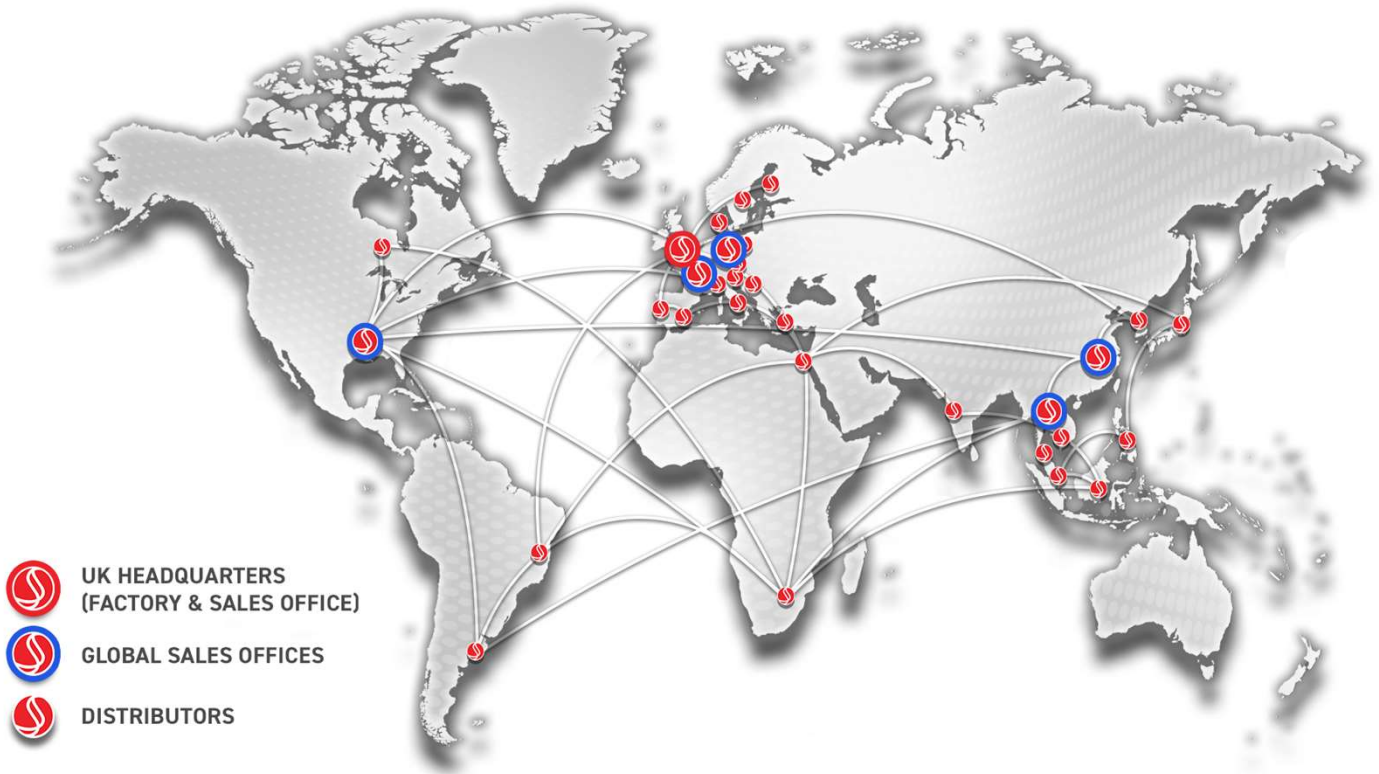 UK HEADQUARTERS
(FACTORY & SALES OFFICE)
GLOBAL SALES OFFICES
DISTRIBUTORS